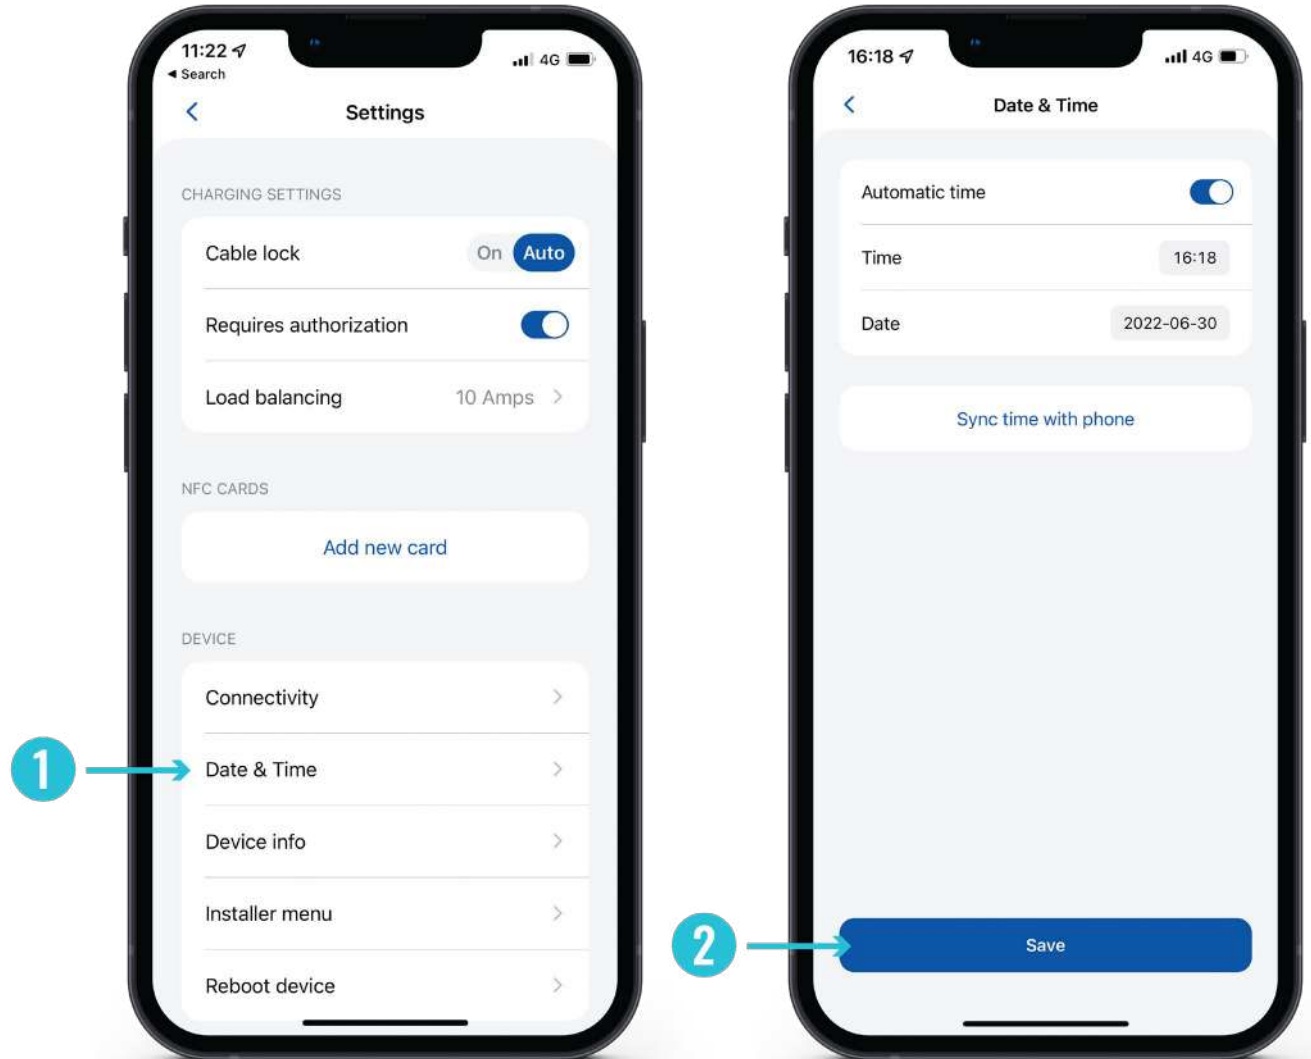 11:22
4G
◀ Search
Settings
CHARGING SETTINGS
Cable lock
On Auto
Requires authorization
Load balancing
10 Amps
NFC CARDS
Add new card
DEVICE
Connectivity
1
Date & Time
Device info
Installer menu
Reboot device
16:18
4G
Date & Time
Automatic time
Time
16:18
Date
2022-06-30
Sync time with phone
2
Save